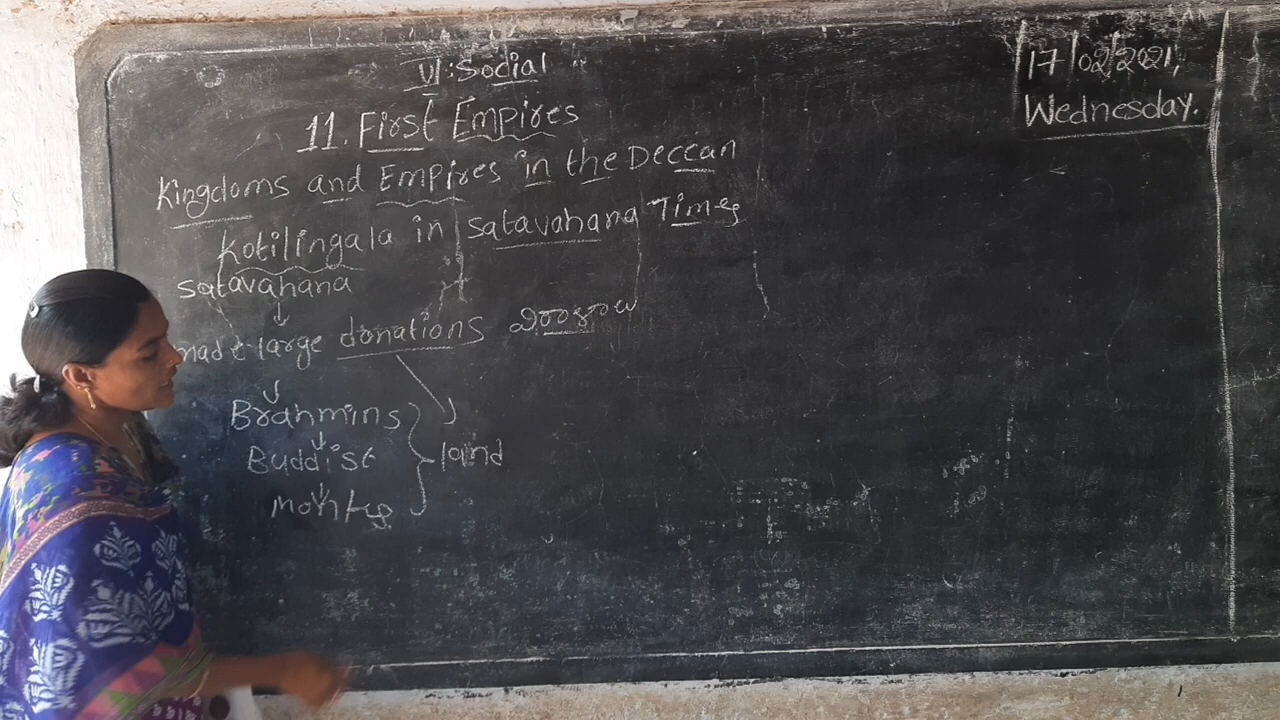 VI :Social
17/02/2021,
Wednesday.
11. First Empires
Kingdoms and Empires in the Deccan
Kotilingala in Satavahana Times
Satavahana
made large donations విరాళాలు
Brahmins
Buddist
monks
land